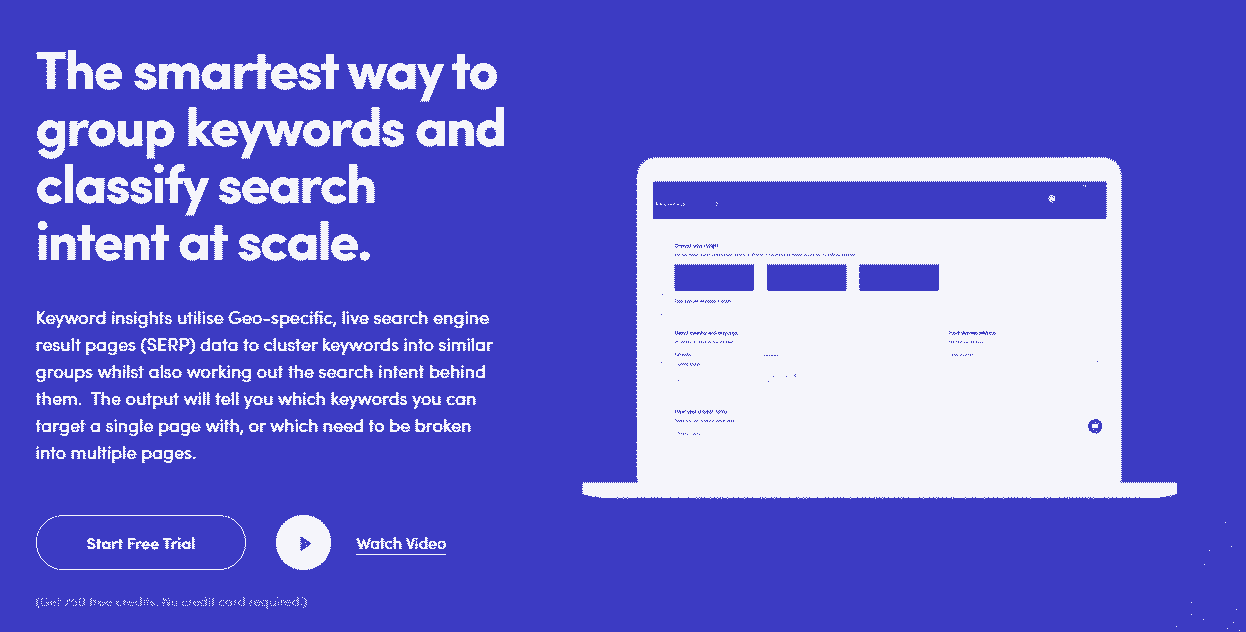 The smartest way to
group keywords and
classify search
intent at scale.
Keyword insights utilise Geo-specific, live search engine
result pages (SERP) data to cluster keywords into similar
groups whilst also working out the search intent behind
them. The output will tell you which keywords you can
target a single page with, or which need to be broken
into multiple pages.
Start Free Trial
Watch Video
(Get 750 free credits. No credit card required.)